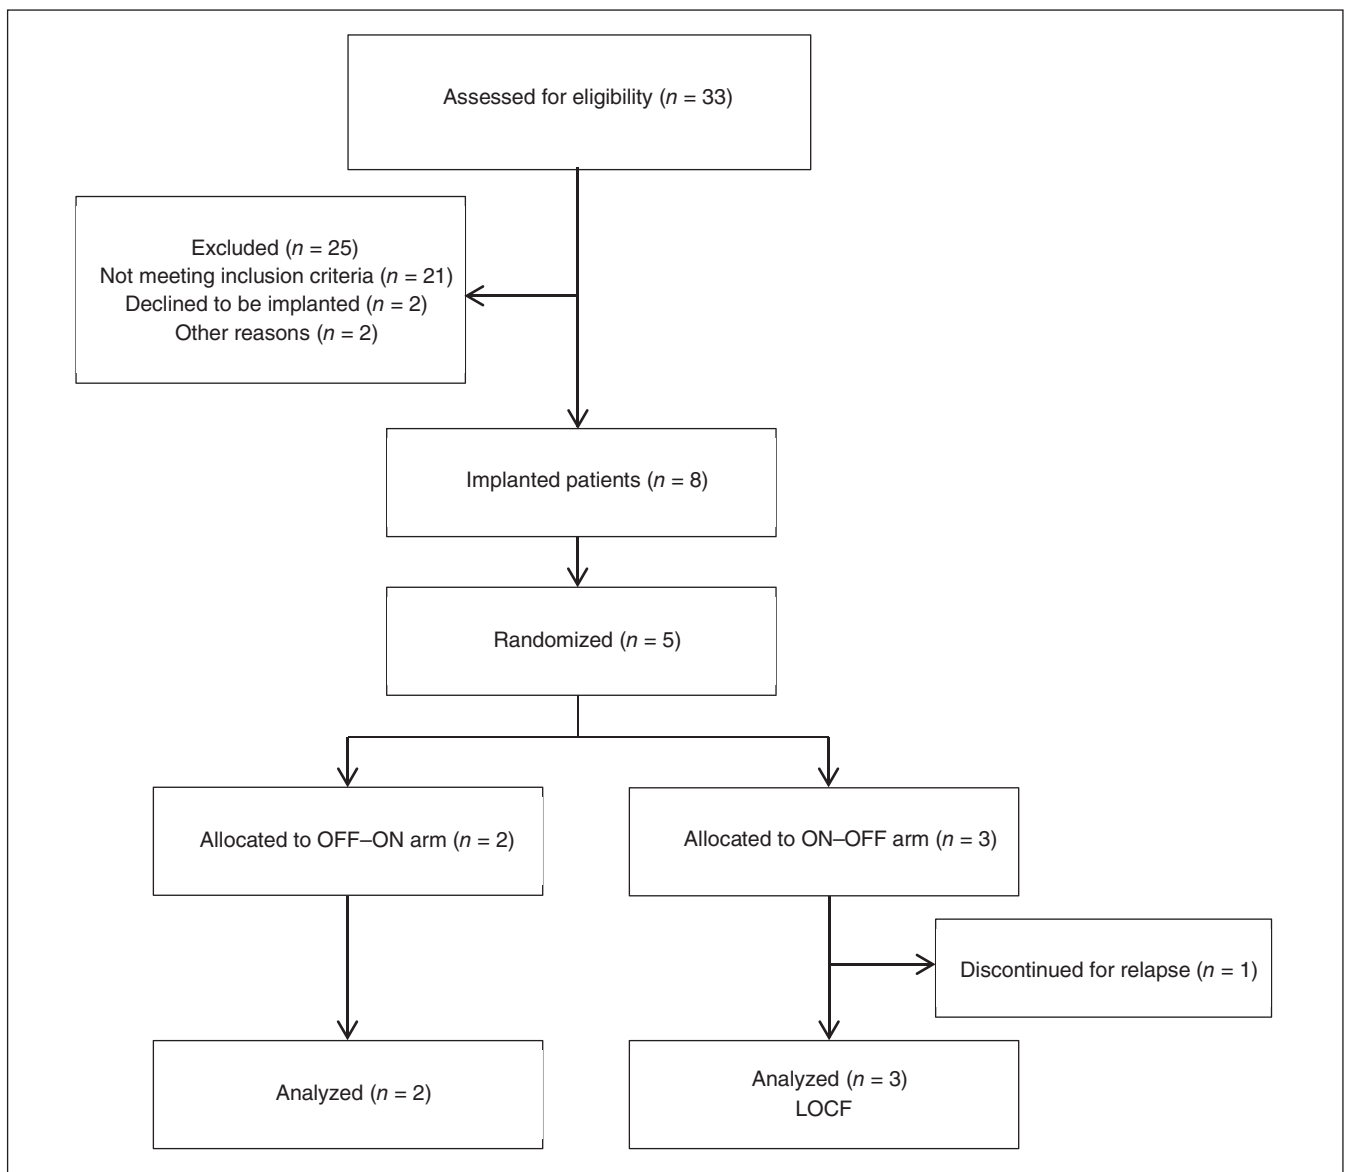 Assessed for eligibility (n = 33)
Excluded (n = 25)
Not meeting inclusion criteria (n = 21)
Declined to be implanted (n = 2)
Other reasons (n = 2)
Implanted patients (n = 8)
Randomized (n = 5)
Allocated to OFF–ON arm (n = 2)
Allocated to ON–OFF arm (n = 3)
Discontinued for relapse (n = 1)
Analyzed (n = 2)
Analyzed (n = 3)
LOCF